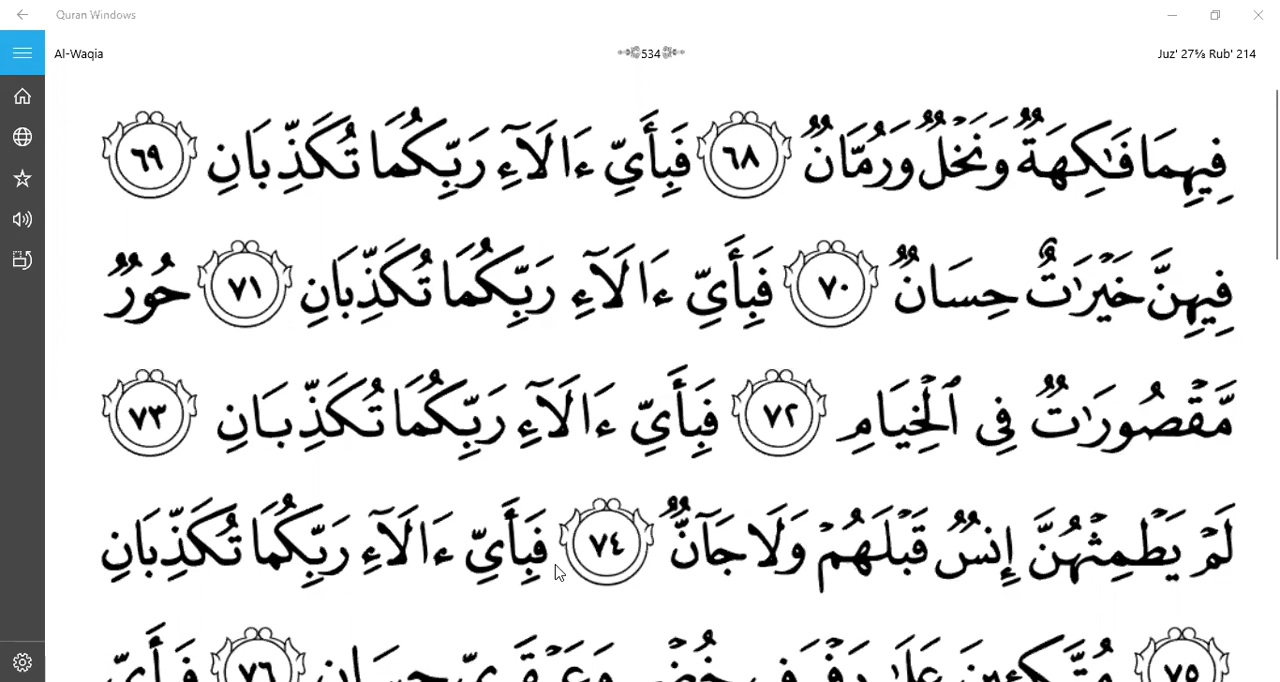 Quran Windows
Al-Waqia
534
Juz' 27⅝ Rub' 214
فِيهِمَا فَـٰكِهَةٌ وَنَخْلٌ وَرُمَّانٌ ٦٨ فَبِأَيِّ ءَالَآءِ رَبِّكُمَا تُكَذِّبَانِ ٦٩
فِيهِنَّ خَيْرَٰتٌ حِسَانٌ ٧٠ فَبِأَيِّ ءَالَآءِ رَبِّكُمَا تُكَذِّبَانِ ٧١ حُورٌ
مَّقْصُورَٰتٌ فِى ٱلْخِيَامِ ٧٢ فَبِأَيِّ ءَالَآءِ رَبِّكُمَا تُكَذِّبَانِ ٧٣
لَمْ يَطْمِثْهُنَّ إِنسٌ قَبْلَهُمْ وَلَا جَآنٌّ ٧٤ فَبِأَيِّ ءَالَآءِ رَبِّكُمَا تُكَذِّبَانِ
٧٥ مُتَّكِـِٔينَ عَلَىٰ رَفْرَفٍ خُضْرٍ وَعَبْقَرِىٍّ حِسَانٍ ٧٦ فَبِأَيِّ